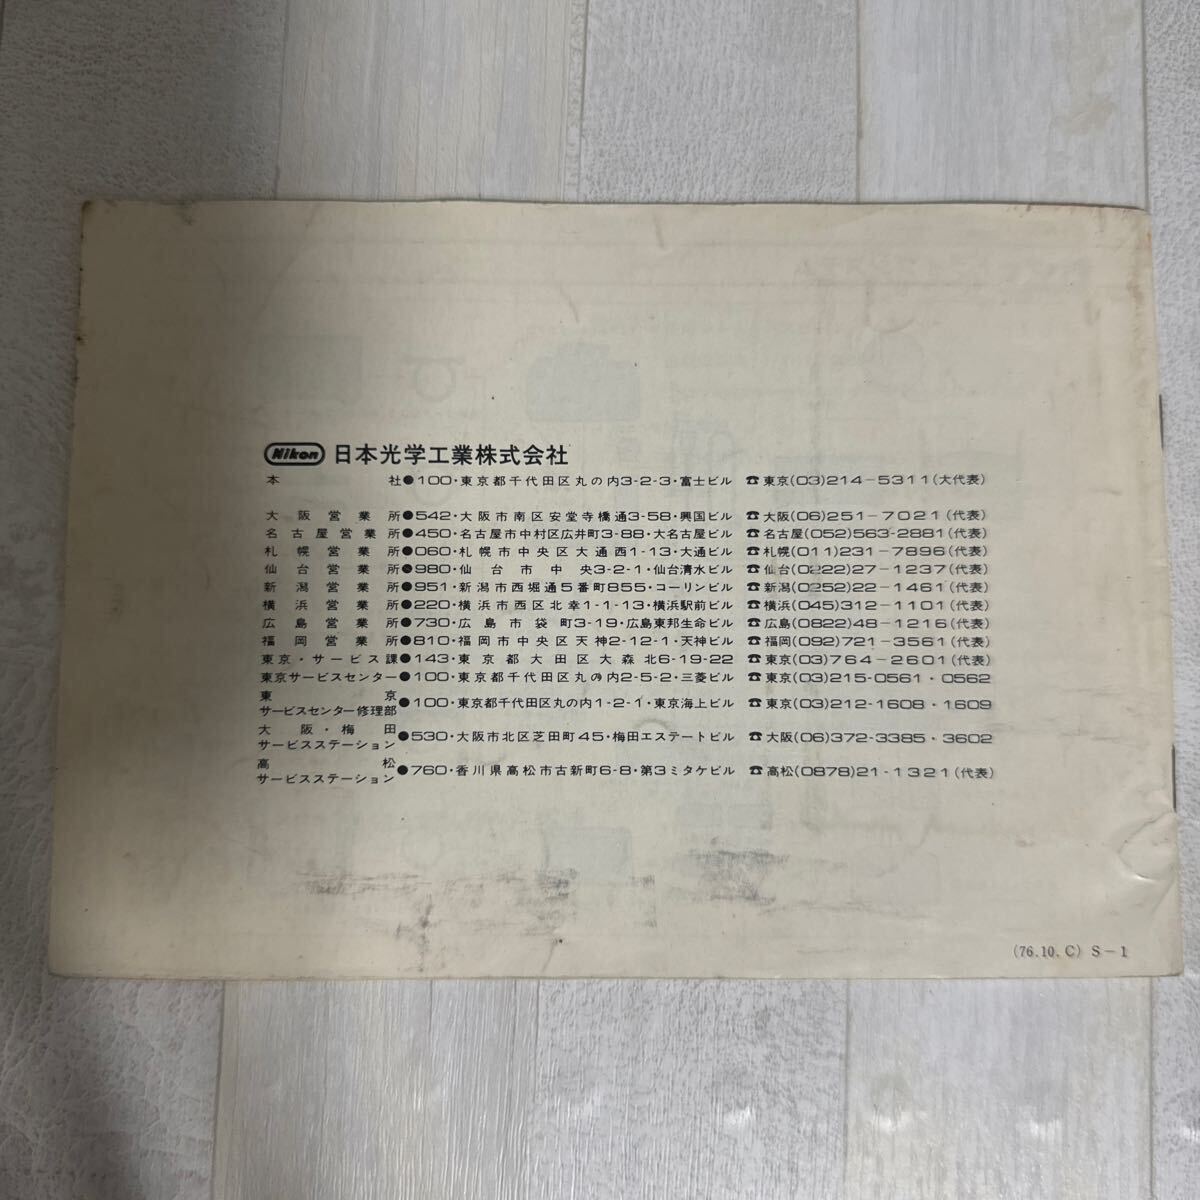 Nikon 日本光学工業株式会社
本社●100・東京都千代田区丸の内3-2-3・富士ビル ☎東京(03)214-5311(大代表)
大阪営業所●542・大阪市南区安堂寺橋通3-58・興国ビル ☎大阪(06)251-7021(代表)
名古屋営業所●450・名古屋市中村区広井町3-88・大名古屋ビル ☎名古屋(052)563-2881(代表)
札幌営業所●060・札幌市中央区大通西1-13・大通ビル ☎札幌(011)231-7896(代表)
仙台営業所●980・仙台市中央3-2-1・仙台清水ビル ☎仙台(0222)27-1237(代表)
新潟営業所●951・新潟市西堀通5番町855・コーリンビル ☎新潟(0252)22-1461(代表)
横浜営業所●220・横浜市西区北幸1-1-13・横浜駅前ビル ☎横浜(045)312-1101(代表)
広島営業所●730・広島市袋町3-19・広島東邦生命ビル ☎広島(0822)48-1216(代表)
福岡営業所●810・福岡市中央区天神2-12-1・天神ビル ☎福岡(092)721-3561(代表)
東京・サービス課●143・東京都大田区大森北6-19-22 ☎東京(03)764-2601(代表)
東京サービスセンター●100・東京都千代田区丸の内2-5-2・三菱ビル ☎東京(03)215-0561・0562
東京
サービスセンター修理部●100・東京都千代田区丸の内1-2-1・東京海上ビル ☎東京(03)212-1608・1609
大阪・梅田
サービスステーション●530・大阪市北区芝田町45・梅田エステートビル ☎大阪(06)372-3385・3602
高松
サービスステーション●760・香川県高松市古新町6-8・第3ミタケビル ☎高松(0878)21-1321(代表)
(76.10.C) S-1